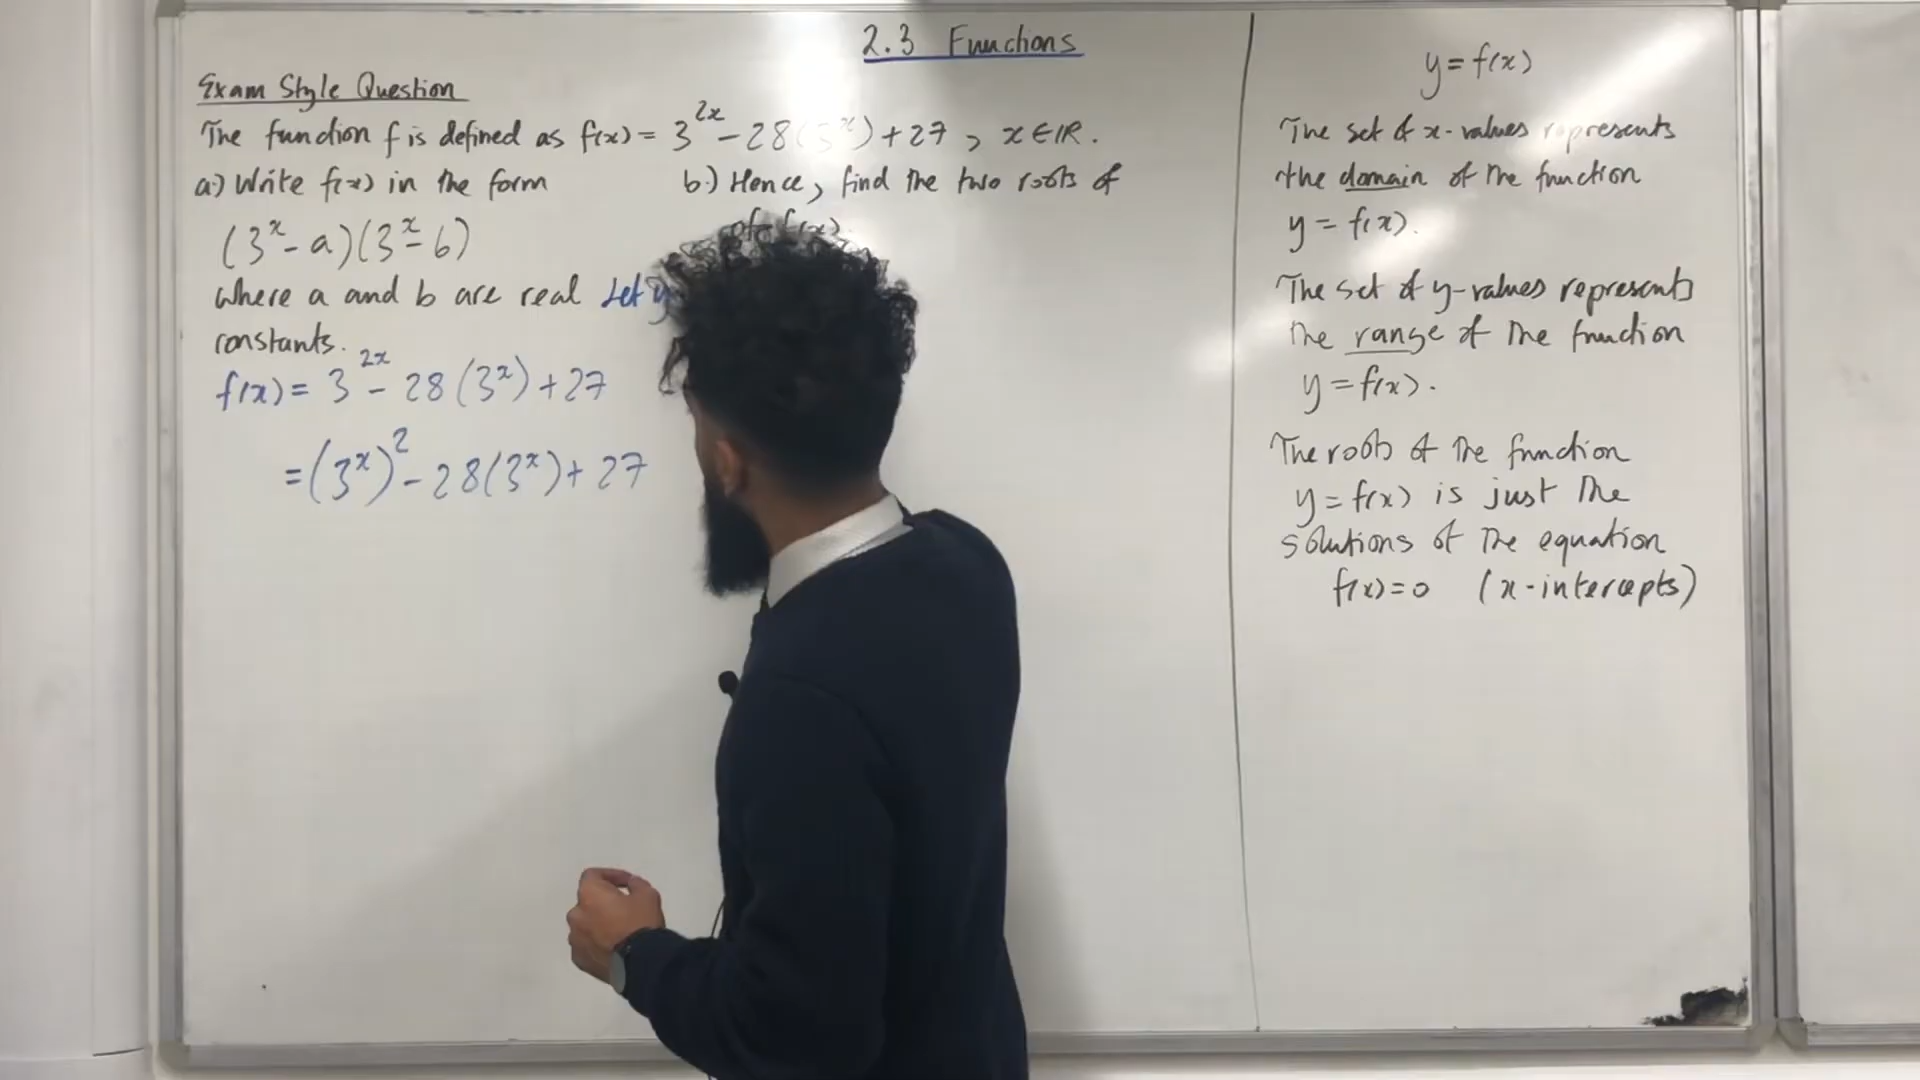 2.3 Functions
Exam Style Question
The function f is defined as f(x) = 3^2x - 28(3^x) + 27, x ∈ ℝ.
a.) Write f(x) in the form
(3^x - a)(3^x - b)
where a and b are real
constants.
f(x) = 3^2x - 28(3^x) + 27
= (3^x)^2 - 28(3^x) + 27
b.) Hence, find the two roots of
of f(x).
Let y
y = f(x)
The set of x-values represents
the domain of the function
y = f(x).
The set of y-values represents
the range of the function
y = f(x).
The roots of the function
y = f(x) is just the
solutions of the equation
f(x) = 0 (x-intercepts)